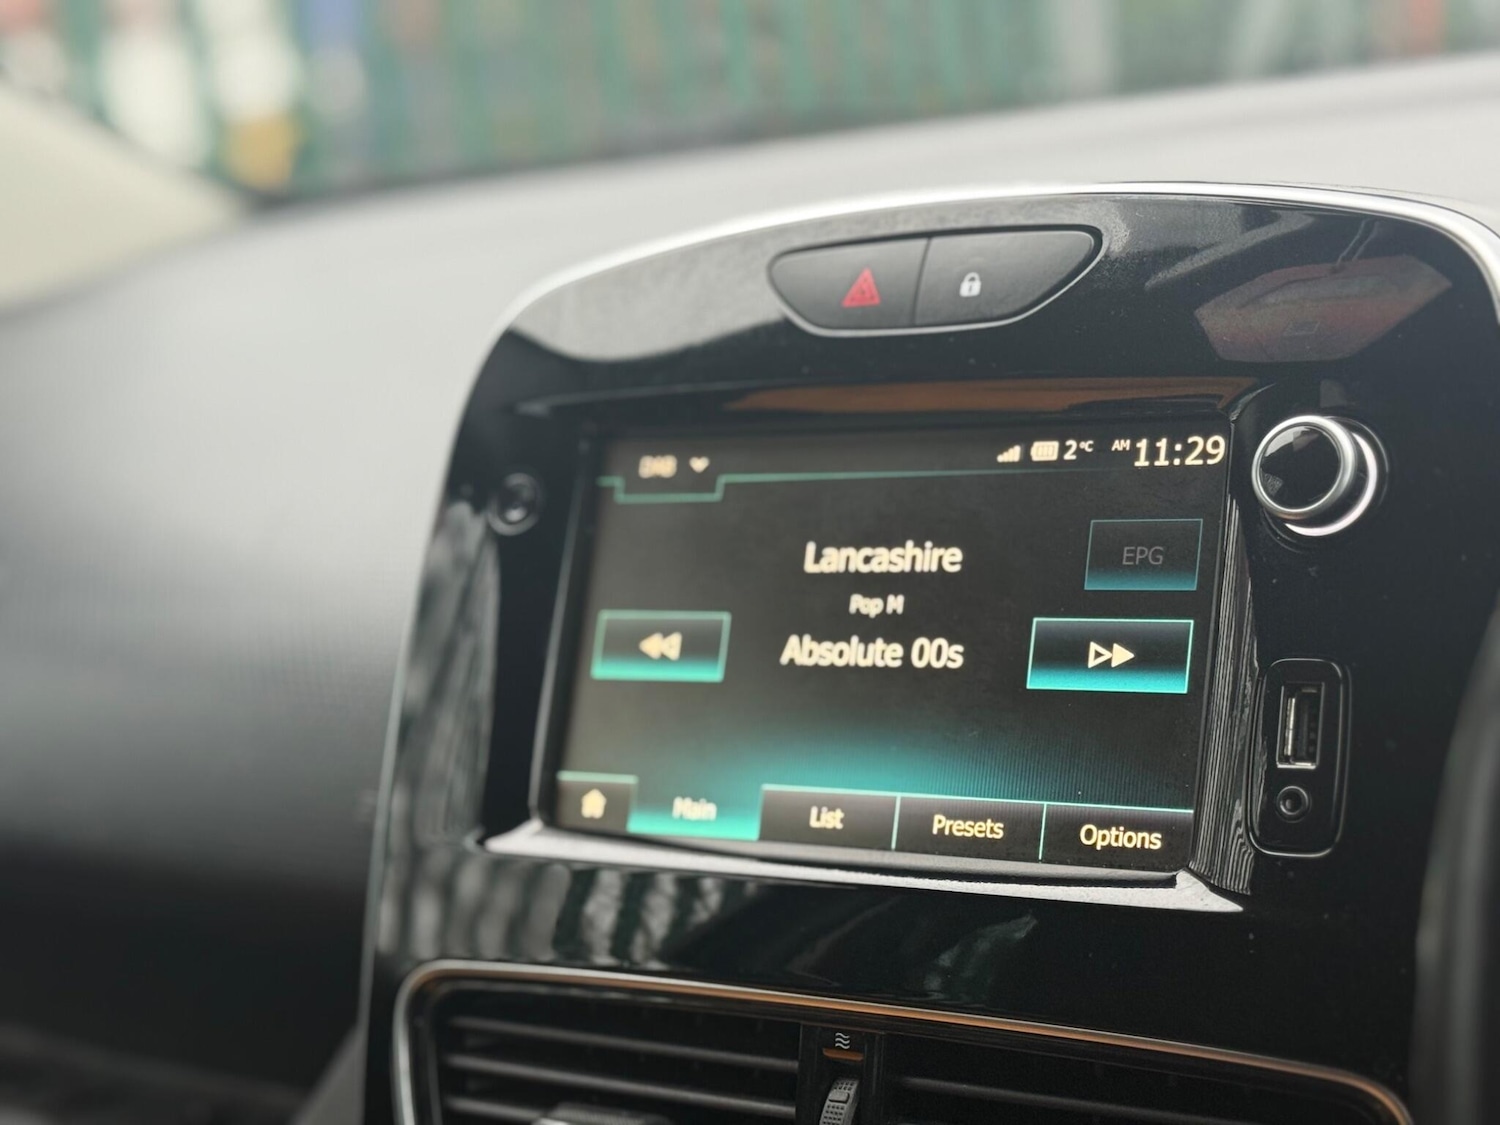 DAB
2°C AM 11:29
Lancashire
EPG
Pop M
Absolute 00s
Main List Presets Options